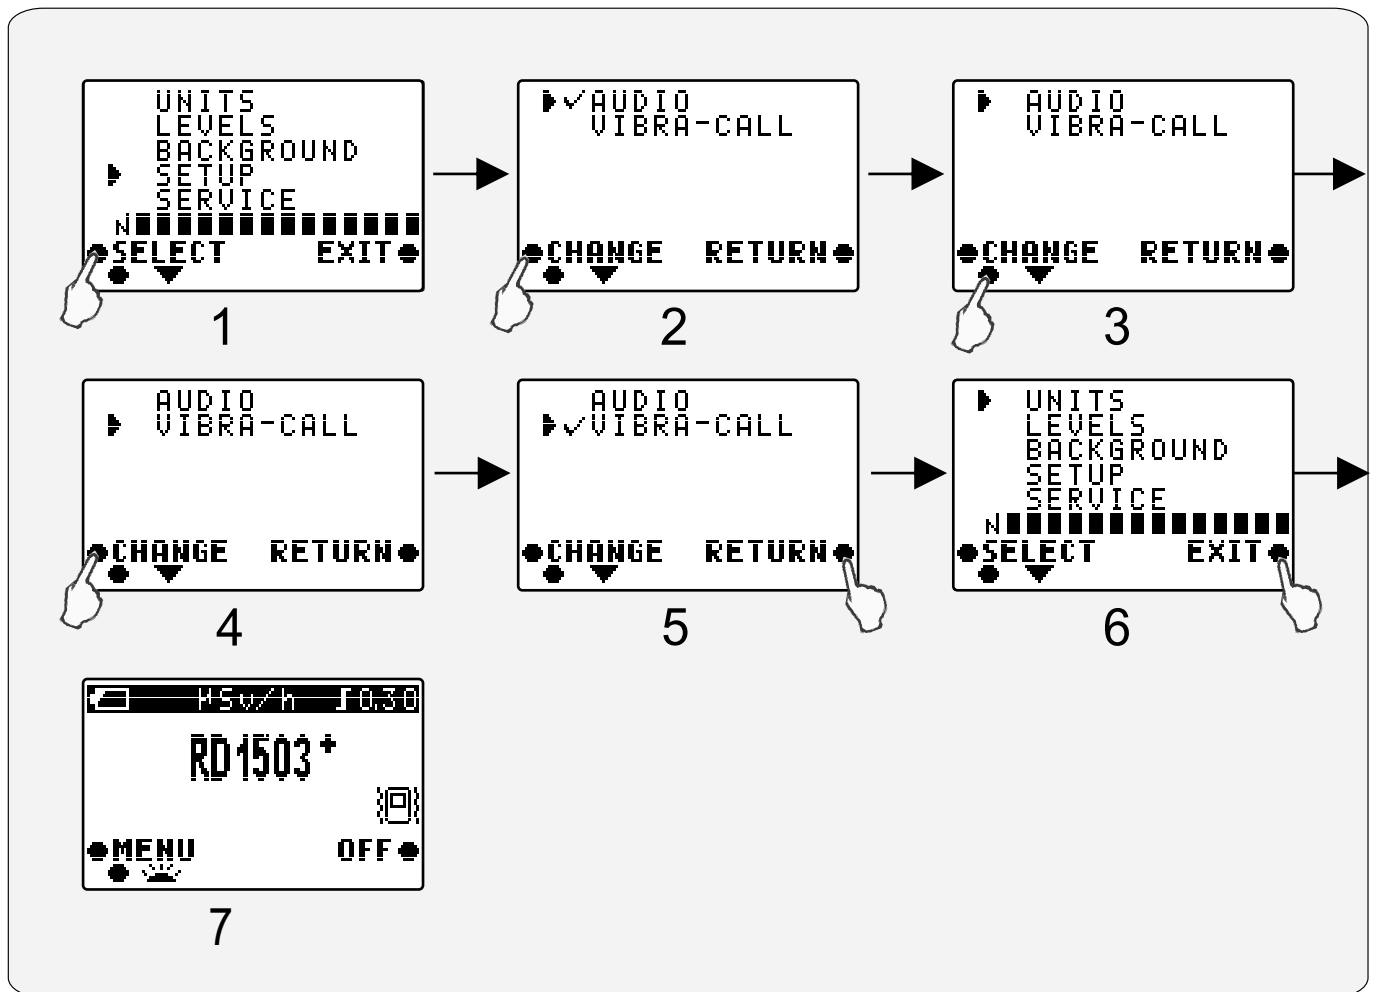 UNITS
LEVELS
BACKGROUND
SETUP
SERVICE
N
SELECT EXIT
1
AUDIO
VIBRA-CALL
CHANGE RETURN
2
AUDIO
VIBRA-CALL
CHANGE RETURN
3
AUDIO
VIBRA-CALL
CHANGE RETURN
4
AUDIO
VIBRA-CALL
CHANGE RETURN
5
UNITS
LEVELS
BACKGROUND
SETUP
SERVICE
N
SELECT EXIT
6
µSv/h 0.30
RD1503+
MENU OFF
7